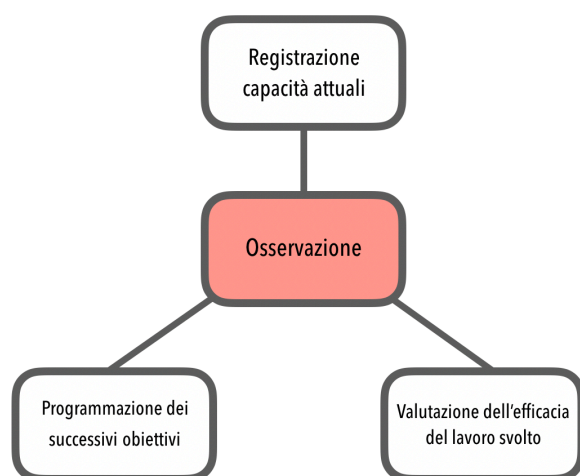 Registrazione
capacità attuali
Osservazione
Programmazione dei
successivi obiettivi
Valutazione dell'efficacia
del lavoro svolto